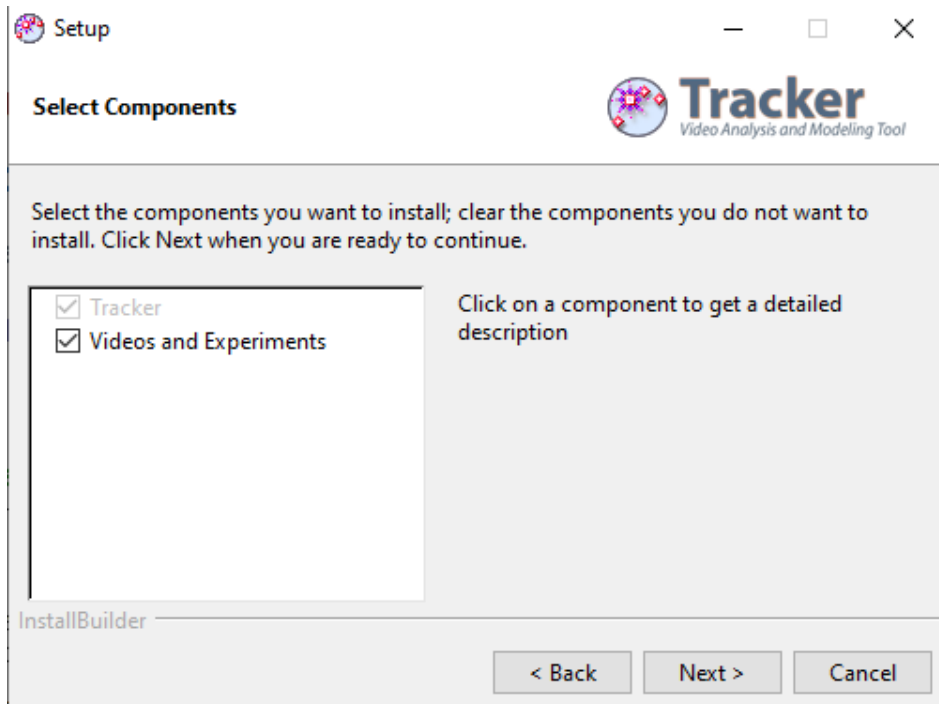 Setup
Select Components
Tracker
Video Analysis and Modeling Tool
Select the components you want to install; clear the components you do not want to
install. Click Next when you are ready to continue.
Tracker
Videos and Experiments
Click on a component to get a detailed
description
InstallBuilder
< Back
Next >
Cancel